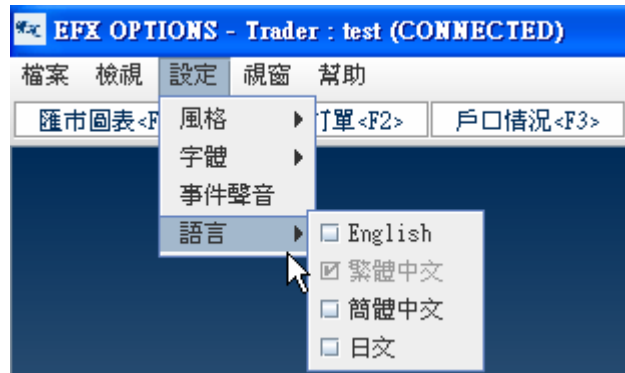 EFX OPTIONS - Trader : test (CONNECTED)
檔案 檢視 設定 視窗 幫助
匯市圖表<F 訂單<F2> 戶口情況<F3>
風格
字體
事件聲音
語言
English
繁體中文
簡體中文
日文